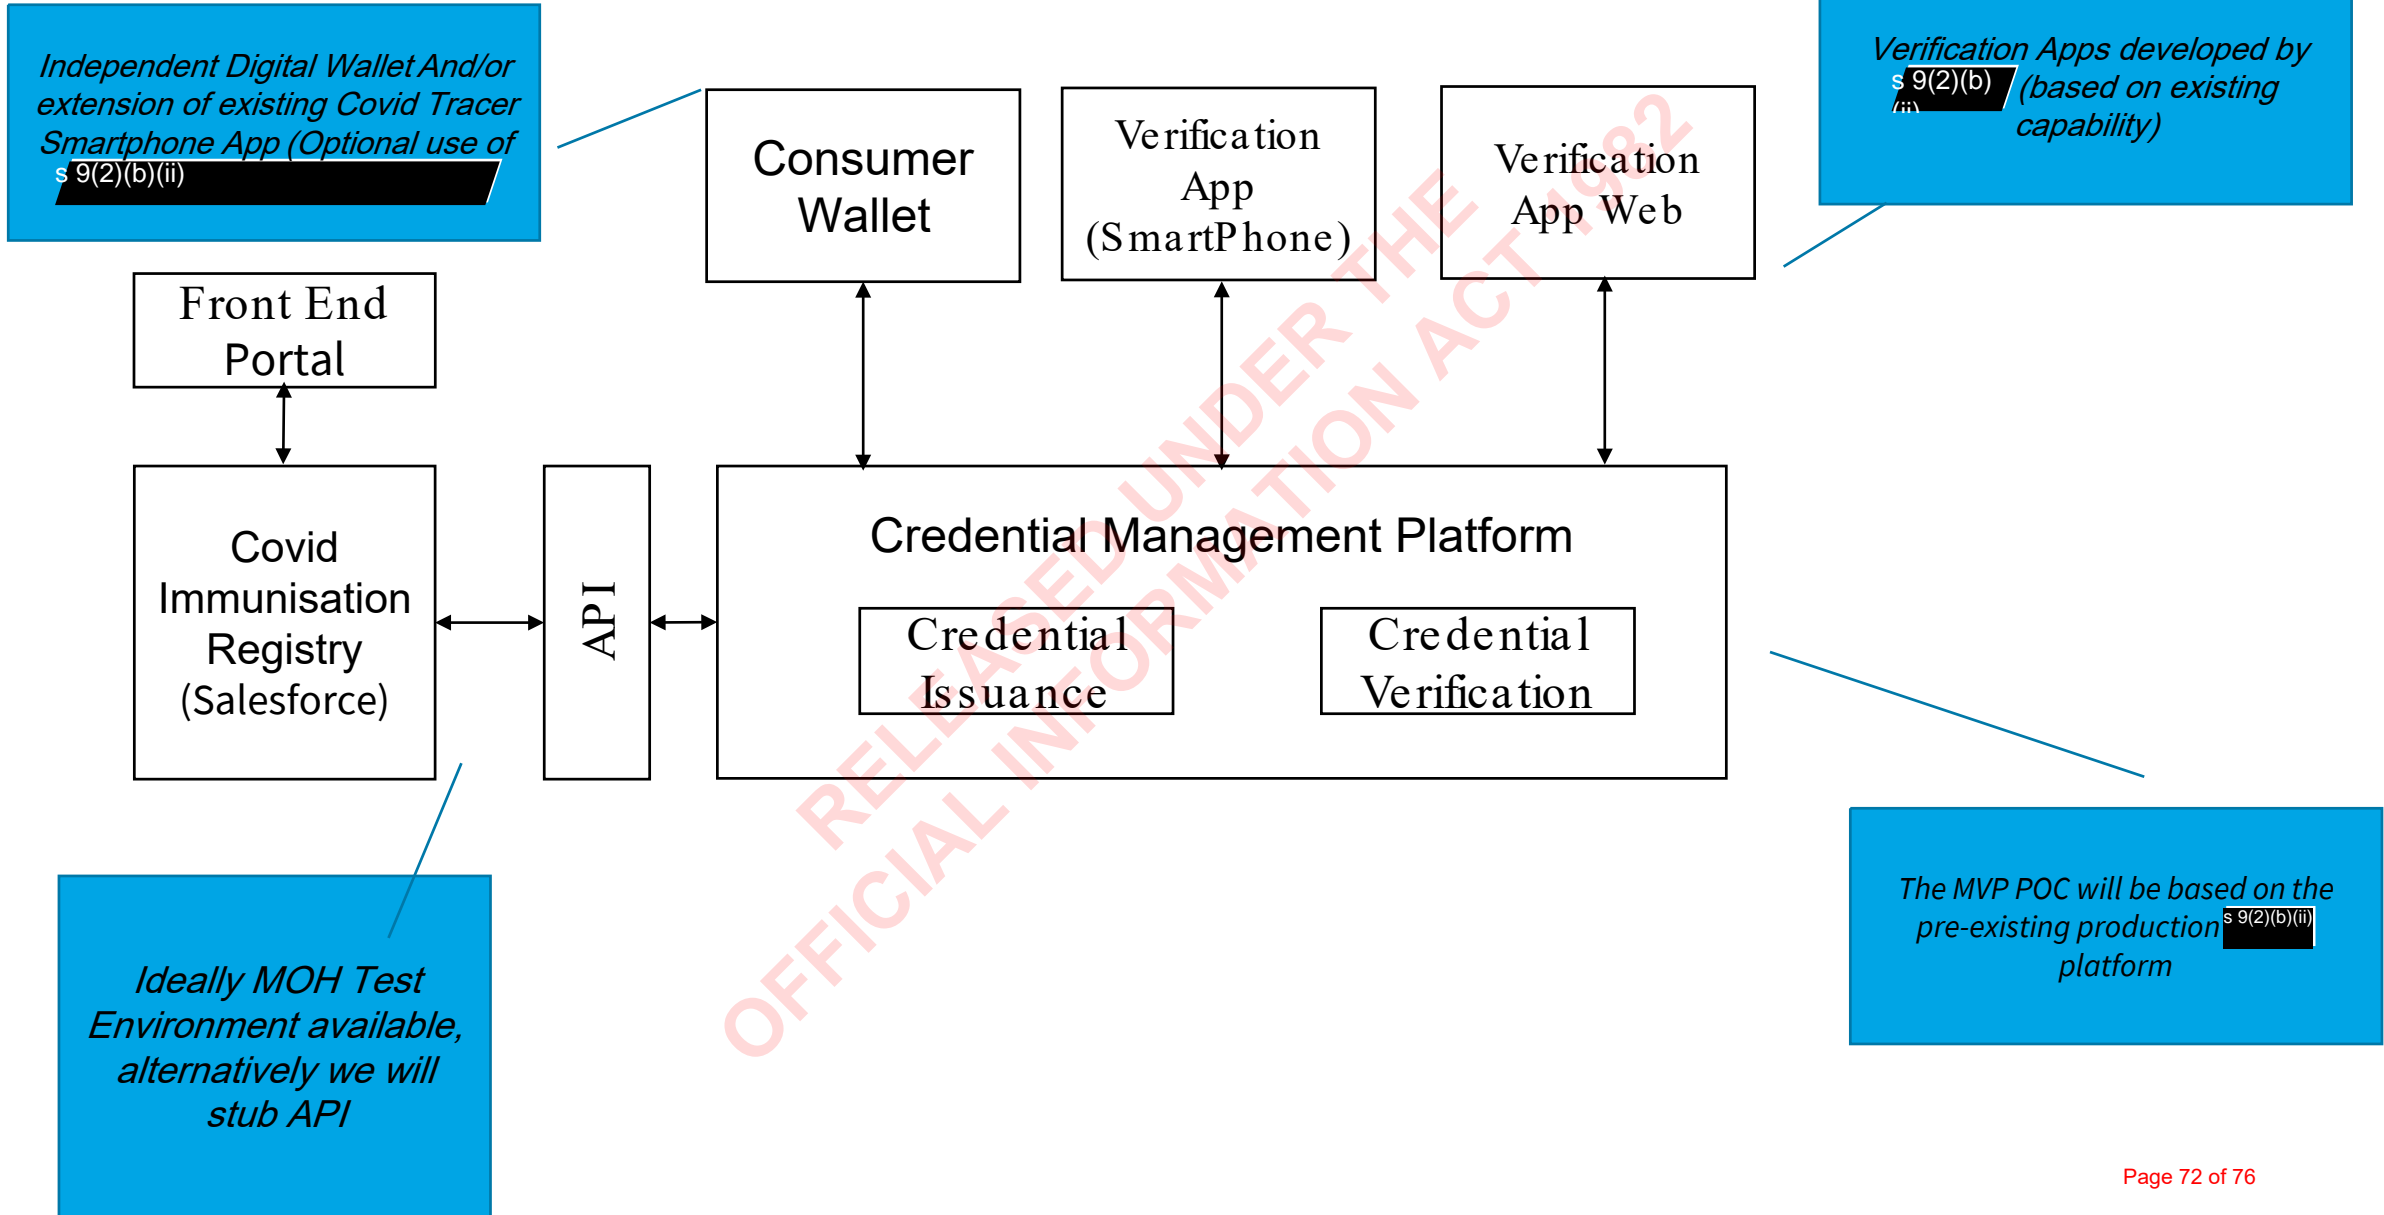 Independent Digital Wallet And/or
extension of existing Covid Tracer
Smartphone App (Optional use of
s 9(2)(b)(ii)
Verification Apps developed by
s 9(2)(b)
(ii)
(based on existing
capability)
Consumer
Wallet
Verification
App
(SmartPhone)
Verification
App Web
Front End
Portal
Covid
Immunisation
Registry
(Salesforce)
API
Credential Management Platform
Credential
Issuance
Credential
Verification
Ideally MOH Test
Environment available,
alternatively we will
stub API
The MVP POC will be based on the
pre-existing production s 9(2)(b)(ii)
platform
RELEASED UNDER THE
OFFICIAL INFORMATION ACT 1982
Page 72 of 76